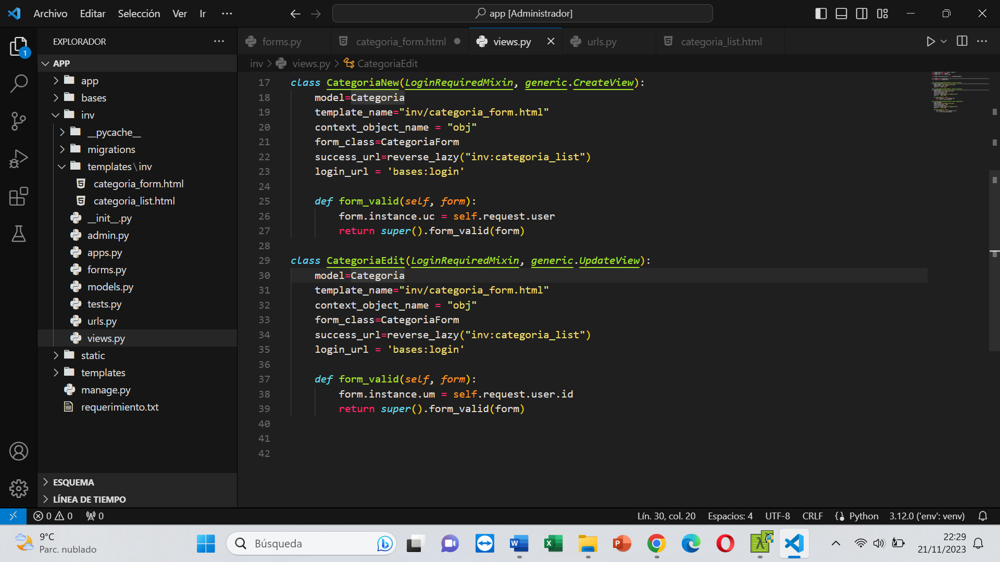 Archivo Editar Selección Ver Ir ··· app [Administrador]
EXPLORADOR ···
forms.py categoria_form.html views.py urls.py categoria_list.html
inv > views.py > CategoriaEdit
APP
app
bases
inv
__pycache__
migrations
templates\inv
categoria_form.html
categoria_list.html
__init__.py
admin.py
apps.py
forms.py
models.py
tests.py
urls.py
views.py
static
templates
manage.py
requerimiento.txt
ESQUEMA
LÍNEA DE TIEMPO
1
17 class CategoriaNew(LoginRequiredMixin, generic.CreateView):
18 model=Categoria
19 template_name="inv/categoria_form.html"
20 context_object_name = "obj"
21 form_class=CategoriaForm
22 success_url=reverse_lazy("inv:categoria_list")
23 login_url = 'bases:login'
24
25 def form_valid(self, form):
26 form.instance.uc = self.request.user
27 return super().form_valid(form)
28
29 class CategoriaEdit(LoginRequiredMixin, generic.UpdateView):
30 model=Categoria
31 template_name="inv/categoria_form.html"
32 context_object_name = "obj"
33 form_class=CategoriaForm
34 success_url=reverse_lazy("inv:categoria_list")
35 login_url = 'bases:login'
36
37 def form_valid(self, form):
38 form.instance.um = self.request.user.id
39 return super().form_valid(form)
40
41
42
0 0 0 Lín. 30, col. 20 Espacios: 4 UTF-8 CRLF Python 3.12.0 ('env': venv)
9°C
Parc. nublado
Búsqueda
22:29
21/11/2023